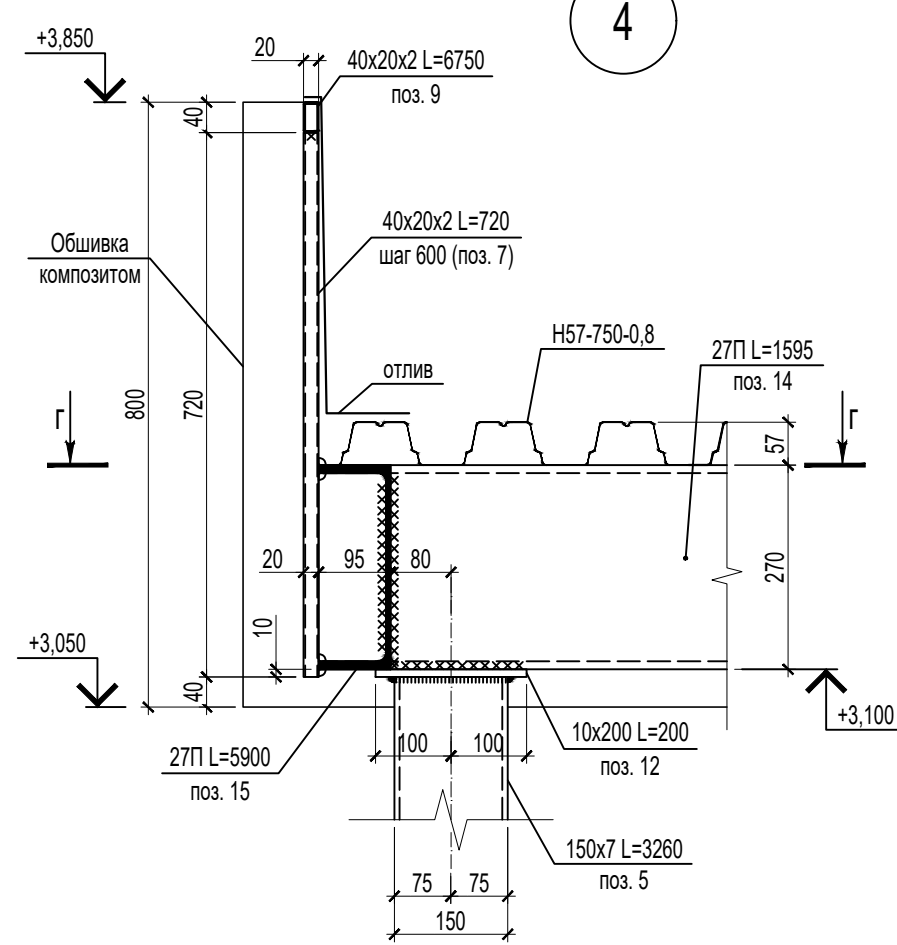 4
+3,850
20
40х20х2 L=6750
поз. 9
40
40х20х2 L=720
шаг 600 (поз. 7)
Обшивка
композитом
Н57-750-0,8
27П L=1595
поз. 14
отлив
800
720
Г
Г
57
20
95
80
270
10
+3,050
40
+3,100
100
100
10х200 L=200
поз. 12
27П L=5900
поз. 15
150х7 L=3260
поз. 5
75
75
150